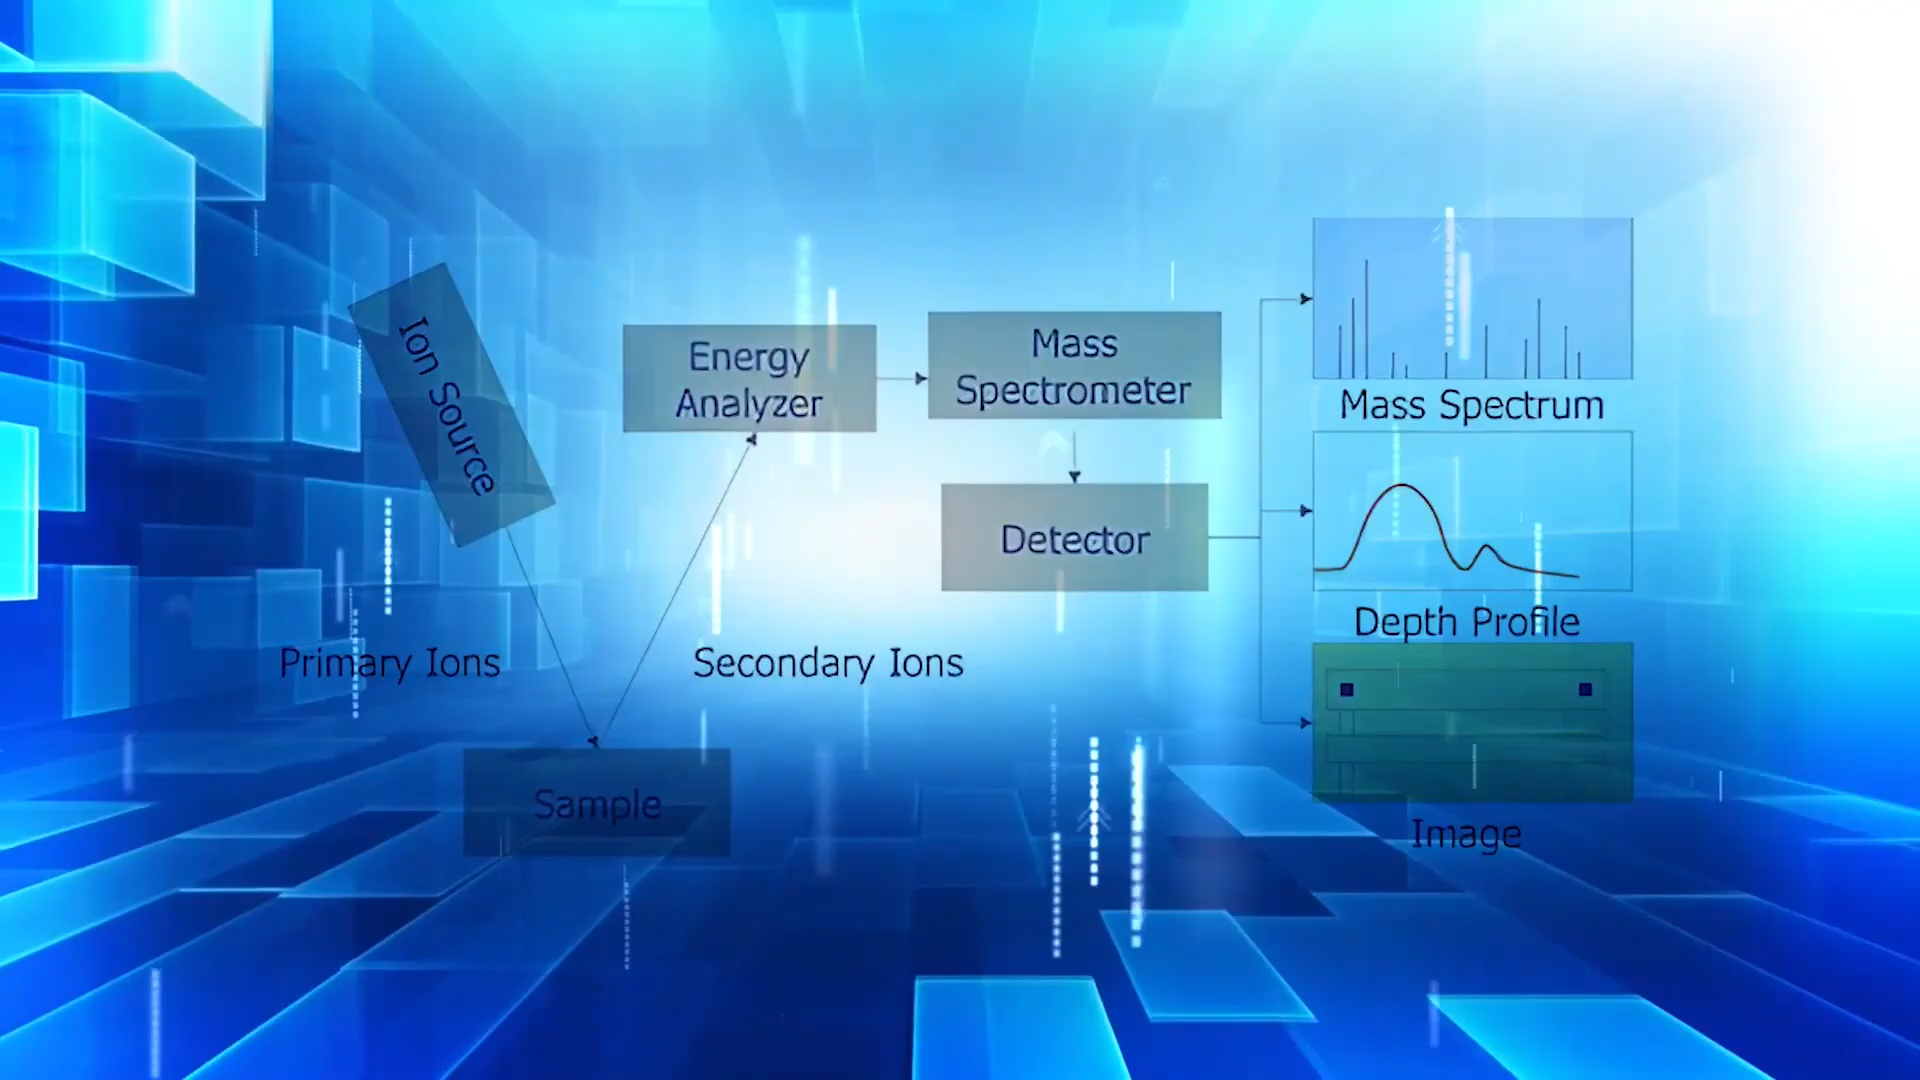 Ion Source
Energy
Analyzer
Mass
Spectrometer
Mass Spectrum
Detector
Depth Profile
Primary Ions
Secondary Ions
Sample
Image